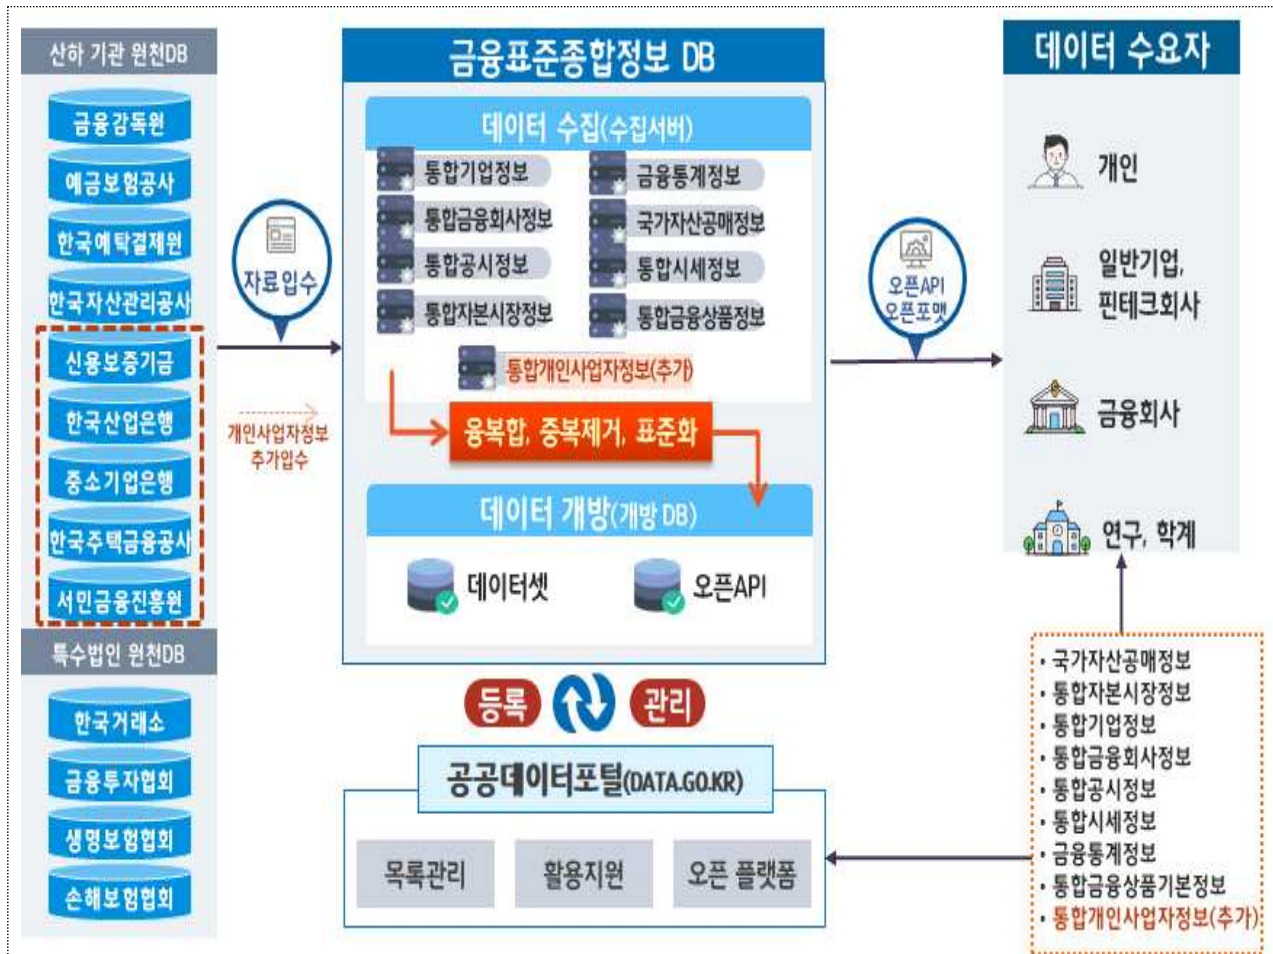 산하 기관 원천DB
금융감독원
예금보험공사
한국예탁결제원
한국자산관리공사
신용보증기금
한국산업은행
중소기업은행
한국주택금융공사
서민금융진흥원
특수법인 원천DB
한국거래소
금융투자협회
생명보험협회
손해보험협회
자료입수
개인사업자정보
추가입수
금융표준종합정보 DB
데이터 수집(수집서버)
통합기업정보
금융통계정보
통합금융회사정보
국가자산공매정보
통합공시정보
통합시세정보
통합자본시장정보
통합금융상품정보
통합개인사업자정보(추가)
융복합, 중복제거, 표준화
데이터 개방(개방 DB)
데이터셋
오픈API
등록
관리
공공데이터포털(DATA.GO.KR)
목록관리
활용지원
오픈 플랫폼
오픈API
오픈포맷
데이터 수요자
개인
일반기업,
핀테크회사
금융회사
연구, 학계
· 국가자산공매정보
· 통합자본시장정보
· 통합기업정보
· 통합금융회사정보
· 통합공시정보
· 통합시세정보
· 금융통계정보
· 통합금융상품기본정보
· 통합개인사업자정보(추가)